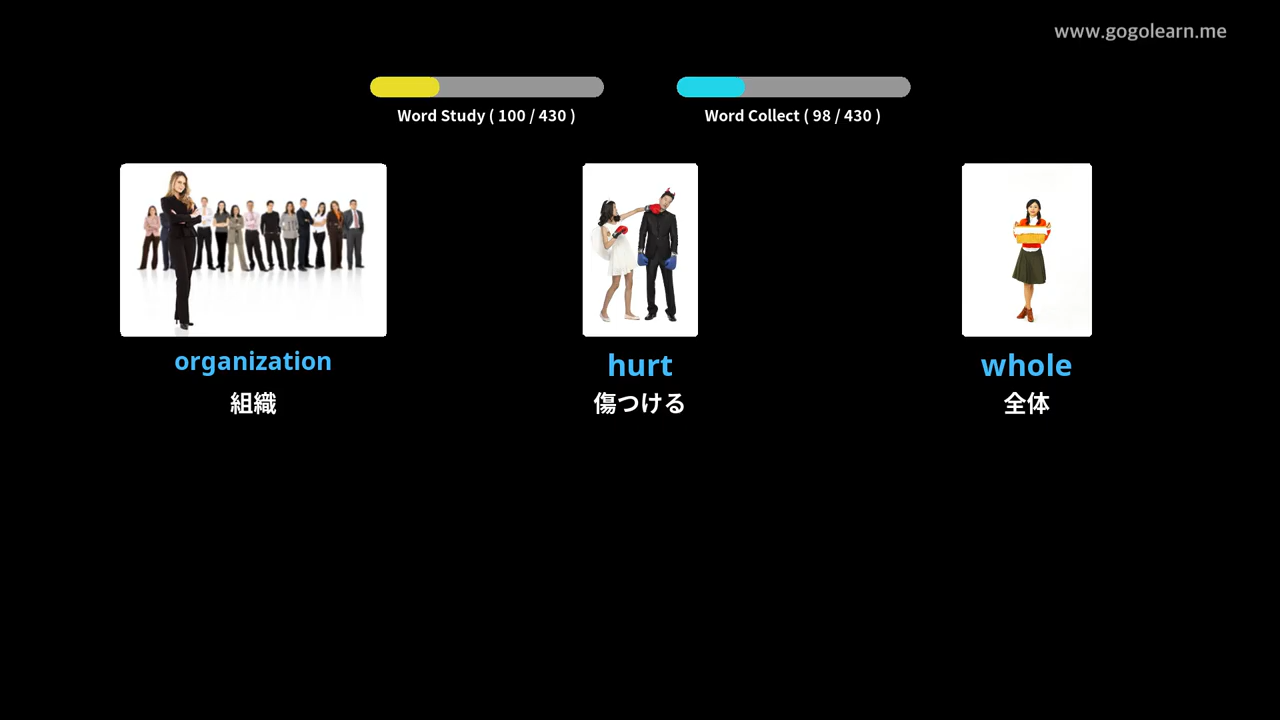 www.gogolearn.me
Word Study ( 100 / 430 )
Word Collect ( 98 / 430 )
organization
組織
hurt
傷つける
whole
全体